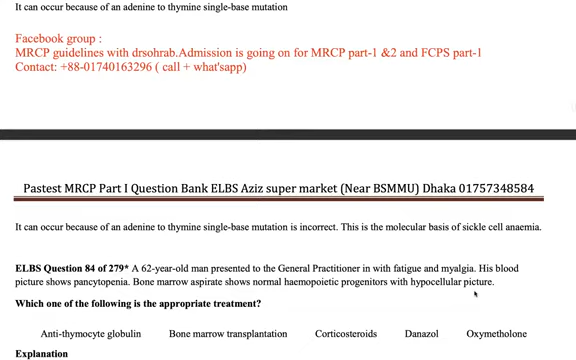 It can occur because of an adenine to thymine single-base mutation
Facebook group :
MRCP guidelines with drsohrab.Admission is going on for MRCP part-1 &2 and FCPS part-1
Contact: +88-01740163296 ( call + what'sapp)
Pastest MRCP Part I Question Bank ELBS Aziz super market (Near BSMMU) Dhaka 01757348584
It can occur because of an adenine to thymine single-base mutation is incorrect. This is the molecular basis of sickle cell anaemia.
ELBS Question 84 of 279* A 62-year-old man presented to the General Practitioner in with fatigue and myalgia. His blood
picture shows pancytopenia. Bone marrow aspirate shows normal haemopoietic progenitors with hypocellular picture.
Which one of the following is the appropriate treatment?
Anti-thymocyte globulin Bone marrow transplantation Corticosteroids Danazol Oxymetholone
Explanation